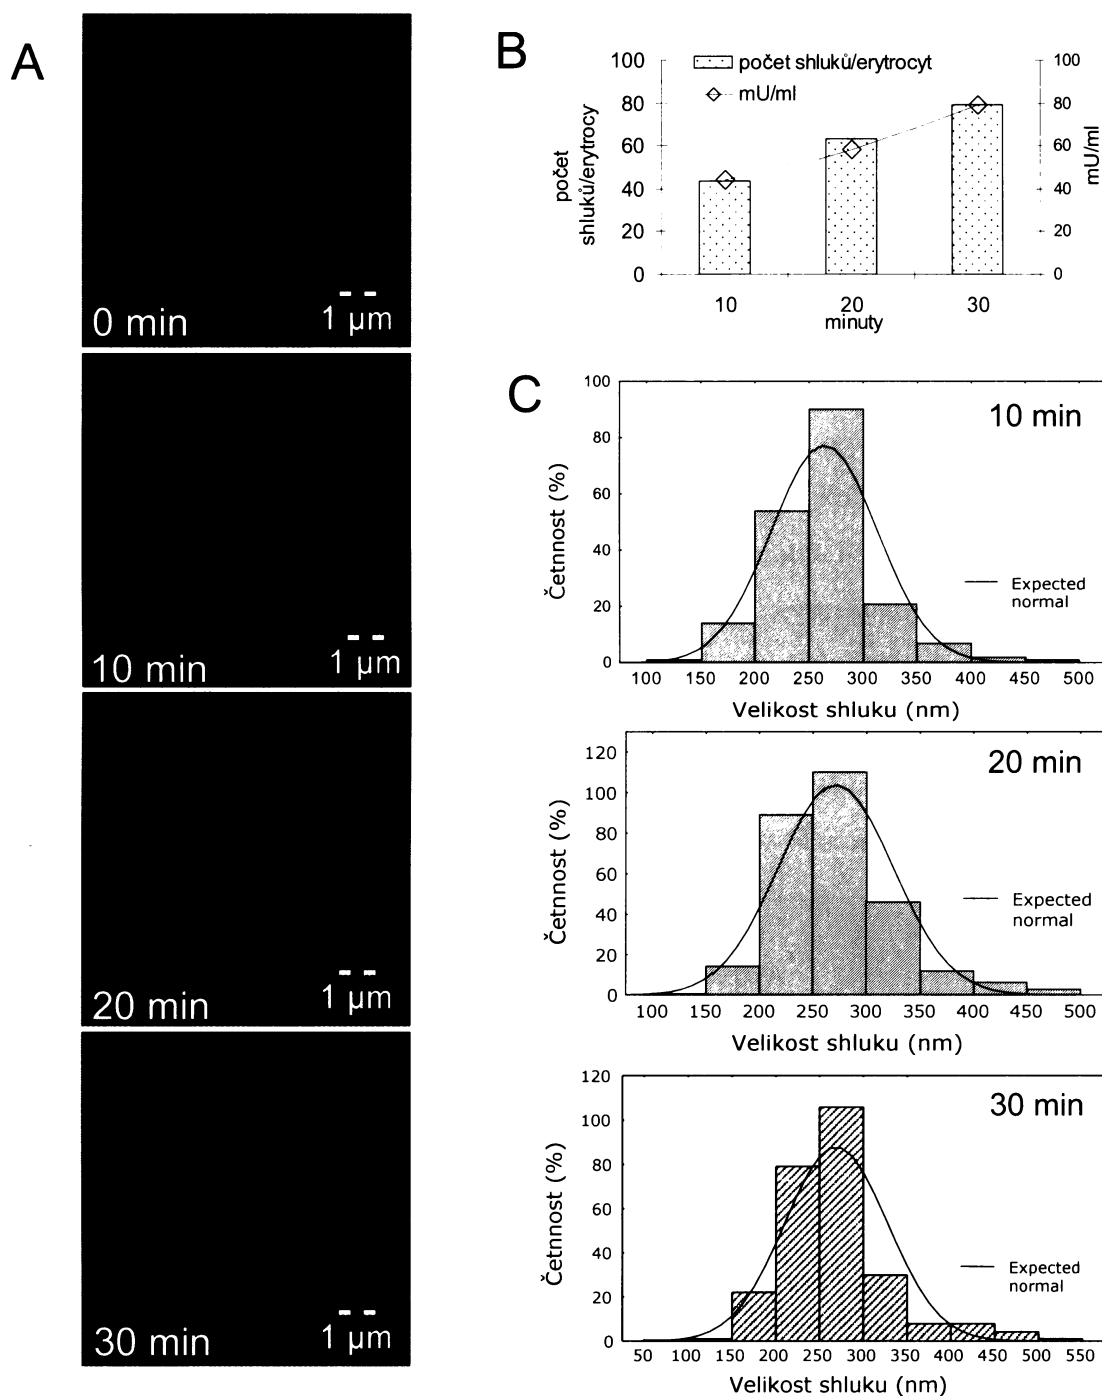 A
0 min
1 µm
10 min
1 µm
20 min
1 µm
30 min
1 µm
B
počet shluků/erytrocyt
mU/ml
100
80
60
40
20
0
počet
shluků/erytrocy
100
80
60
40
20
0
mU/ml
10
20
30
minuty
C
10 min
100
80
60
40
20
0
Četnnost (%)
Expected
normal
100 150 200 250 300 350 400 450 500
Velikost shluku (nm)
20 min
120
100
80
60
40
20
0
Četnnost (%)
Expected
normal
100 150 200 250 300 350 400 450 500
Velikost shluku (nm)
30 min
120
100
80
60
40
20
0
Četnnost (%)
Expected
normal
50 100 150 200 250 300 350 400 450 500 550
Velikost shluku (nm)